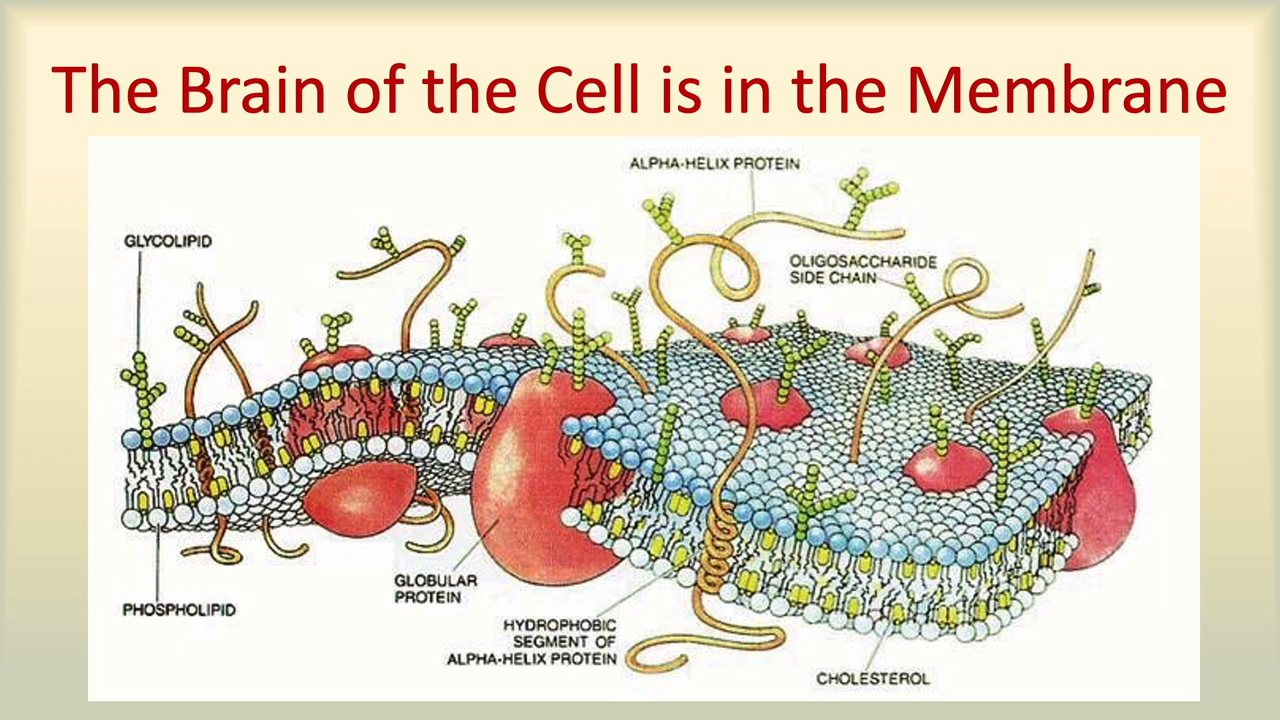 The Brain of the Cell is in the Membrane
ALPHA-HELIX PROTEIN
GLYCOLIPID
OLIGOSACCHARIDE
SIDE CHAIN
GLOBULAR
PROTEIN
PHOSPHOLIPID
HYDROPHOBIC
SEGMENT OF
ALPHA-HELIX PROTEIN
CHOLESTEROL